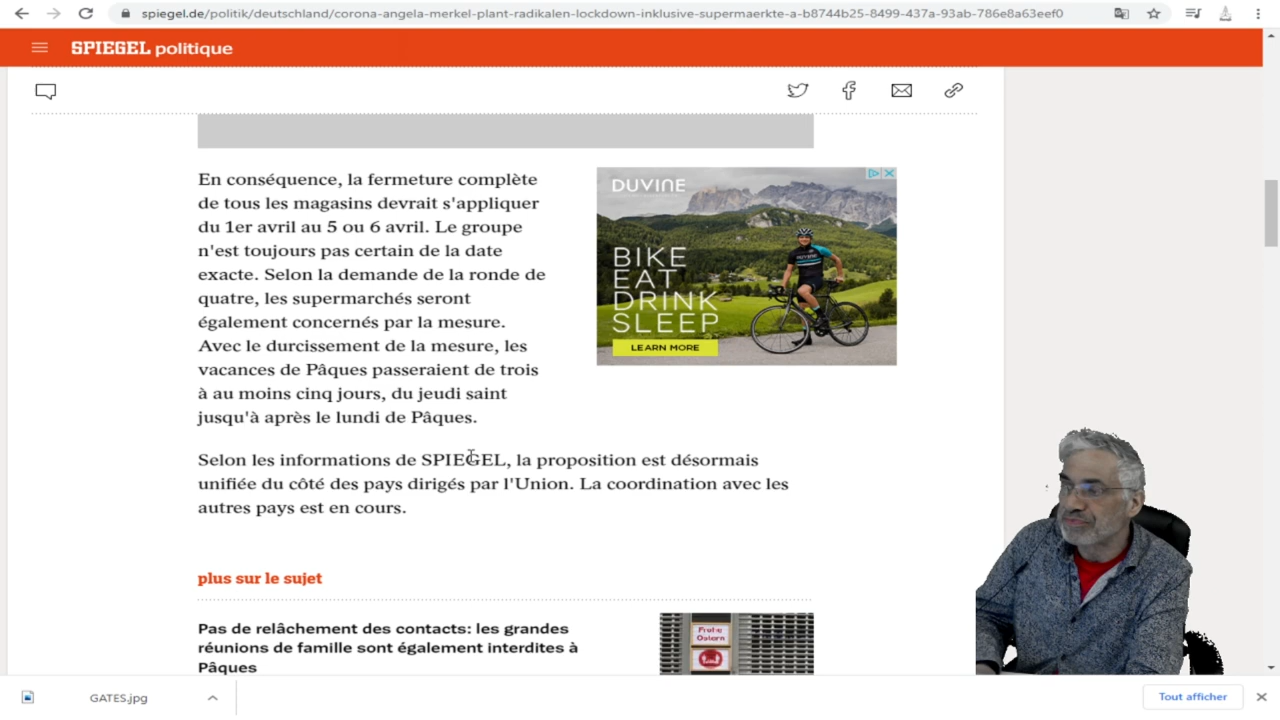 spiegel.de/politik/deutschland/corona-angela-merkel-plant-radikalen-lockdown-inklusive-supermaerkte-a-b8744b25-8499-437a-93ab-786e8a63eef0
SPIEGEL politique
En conséquence, la fermeture complète
de tous les magasins devrait s'appliquer
du 1er avril au 5 ou 6 avril. Le groupe
n'est toujours pas certain de la date
exacte. Selon la demande de la ronde de
quatre, les supermarchés seront
également concernés par la mesure.
Avec le durcissement de la mesure, les
vacances de Pâques passeraient de trois
à au moins cinq jours, du jeudi saint
jusqu'à après le lundi de Pâques.
DUVINE
BIKE
EAT
DRINK
SLEEP
LEARN MORE
Selon les informations de SPIEGEL, la proposition est désormais
unifiée du côté des pays dirigés par l'Union. La coordination avec les
autres pays est en cours.
plus sur le sujet
Pas de relâchement des contacts: les grandes
réunions de famille sont également interdites à
Pâques
Frohe
Ostern
GATES.jpg
Tout afficher